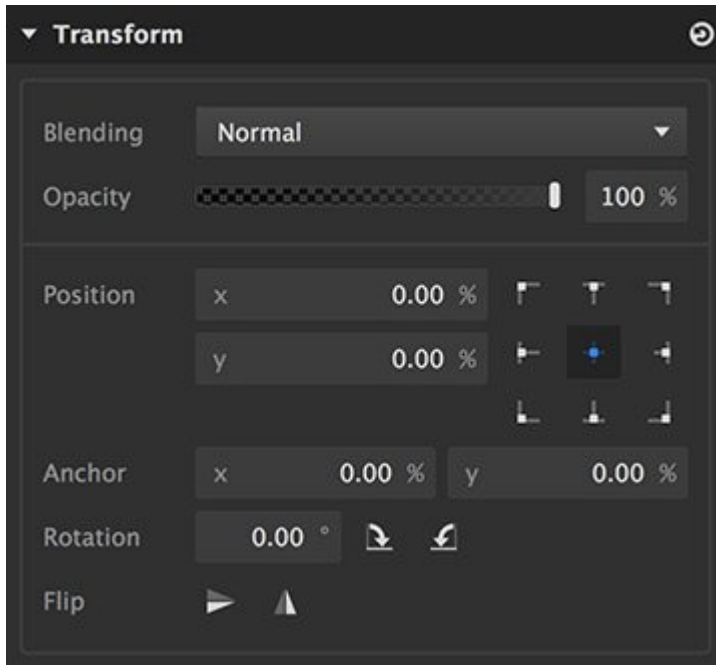 Transform
Blending Normal
Opacity 100 %
Position x 0.00 %
y 0.00 %
Anchor x 0.00 % y 0.00 %
Rotation 0.00 °
Flip